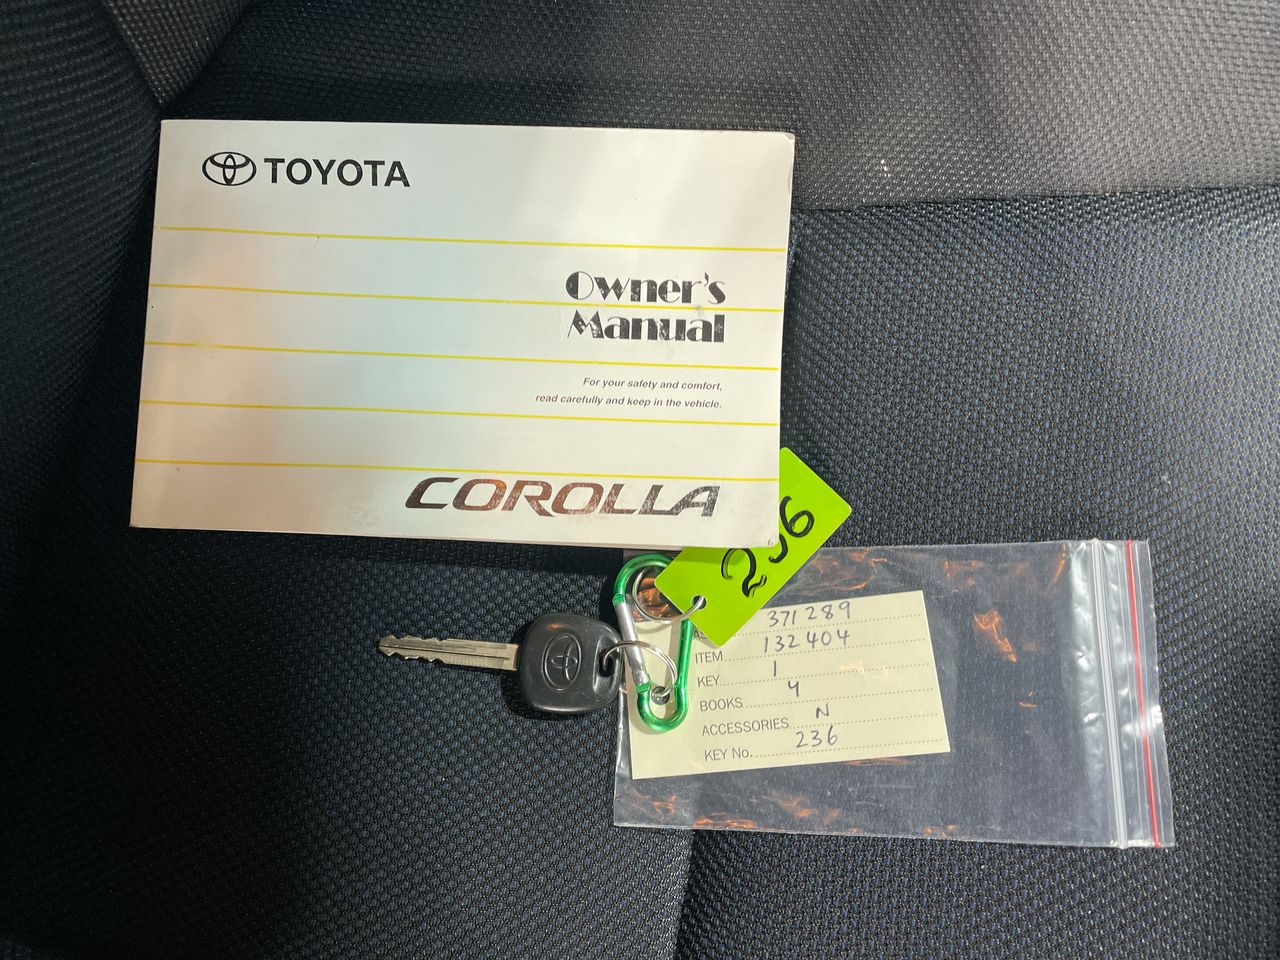 TOYOTA
Owner's
Manual
For your safety and comfort,
read carefully and keep in the vehicle.
COROLLA
236
371289
ITEM 132404
KEY 1
BOOKS 4
ACCESSORIES N
KEY No. 236